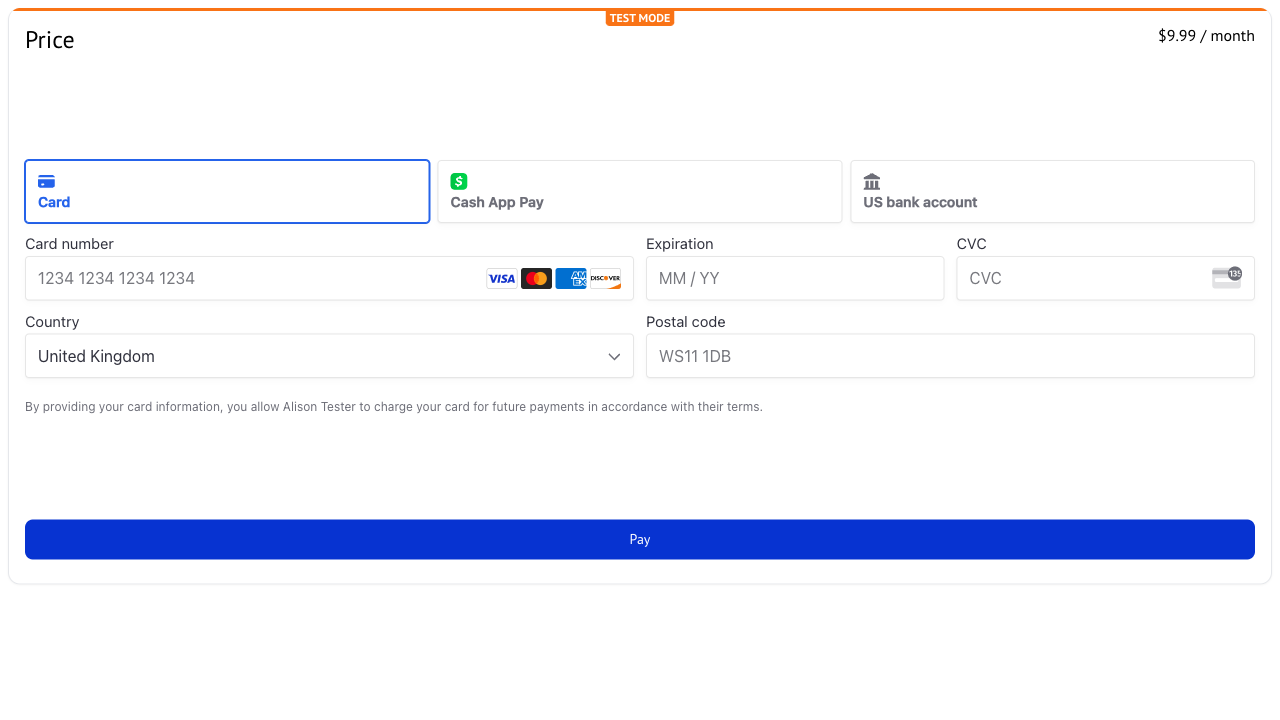 TEST MODE
Price
$9.99 / month
Card
Cash App Pay
US bank account
Card number
Expiration
CVC
1234 1234 1234 1234
VISA
AM EX
DISCOVER
MM / YY
CVC
135
Country
Postal code
United Kingdom
WS11 1DB
By providing your card information, you allow Alison Tester to charge your card for future payments in accordance with their terms.
Pay